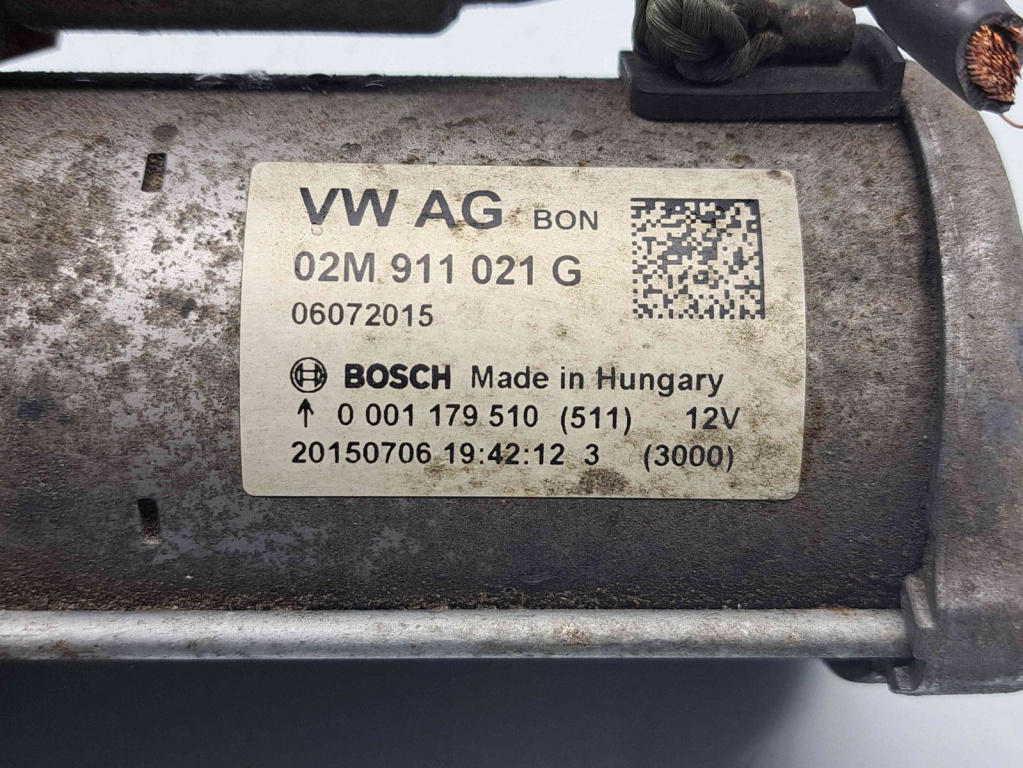 VW AG BON
02M 911 021 G
06072015
BOSCH Made in Hungary
↑ 0 001 179 510 (511) 12V
20150706 19:42:12 3 (3000)